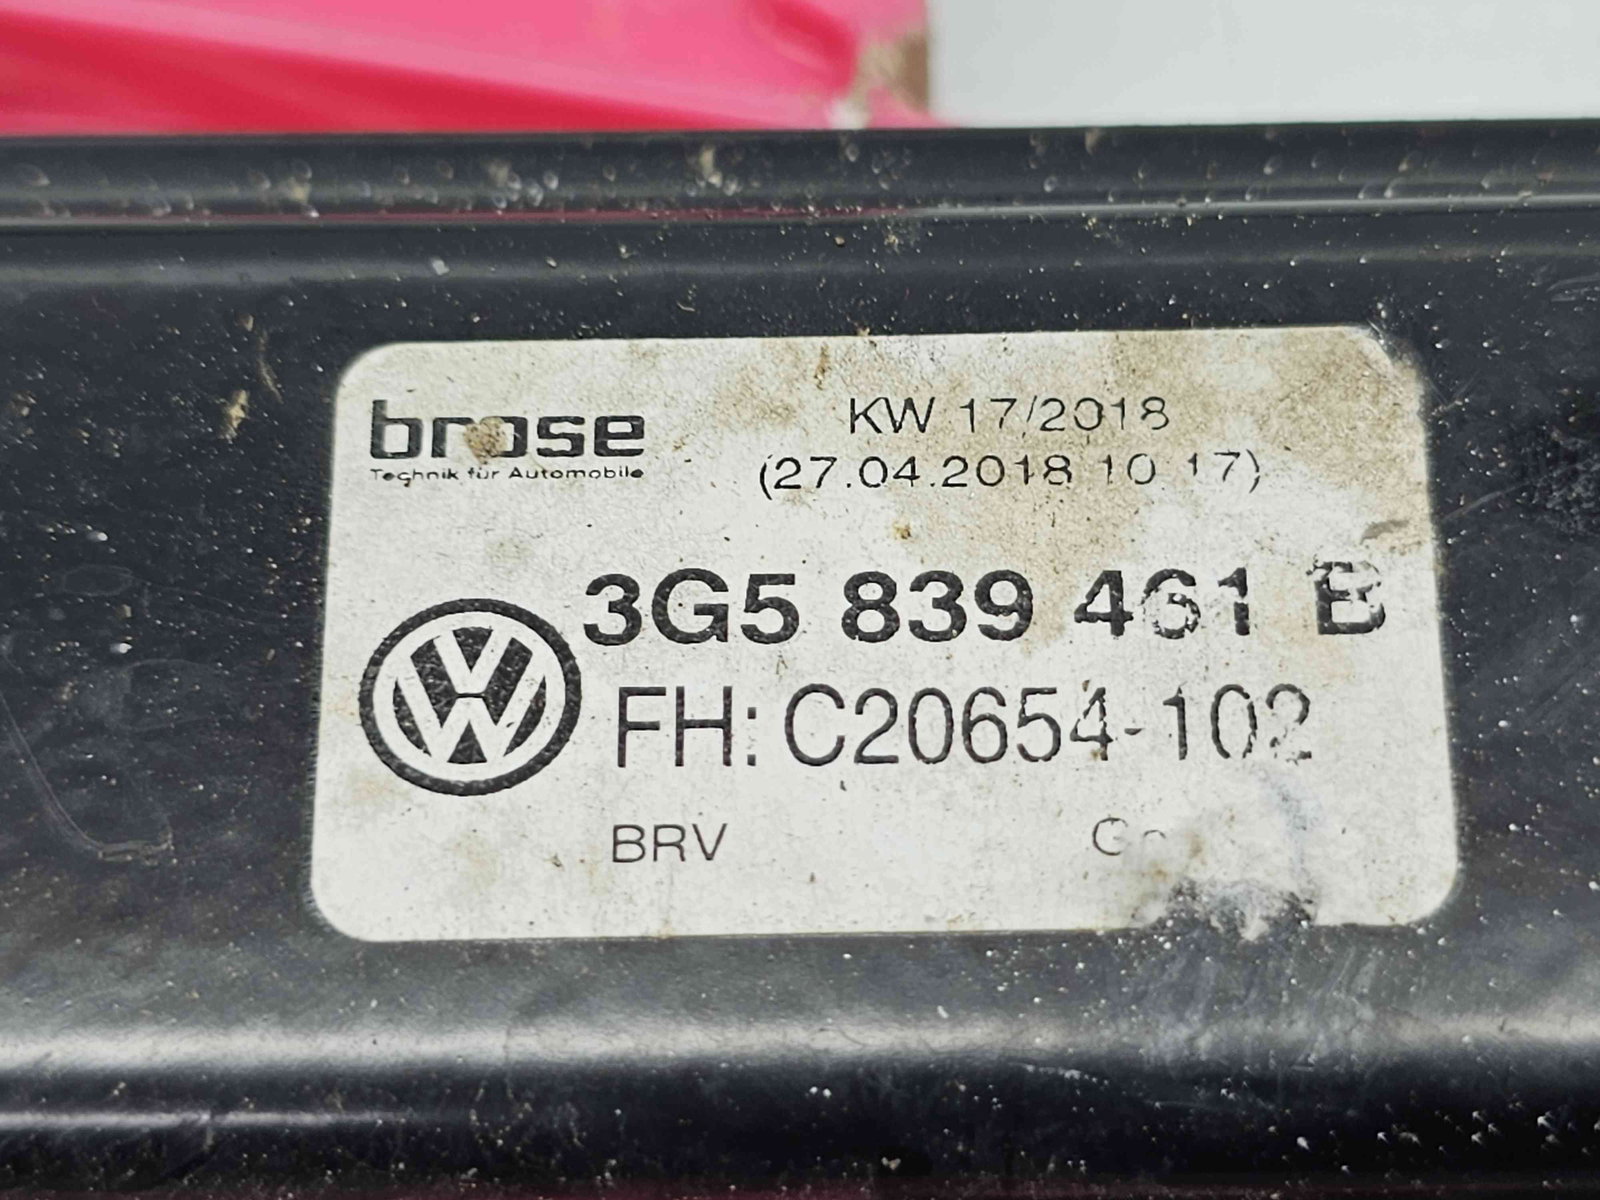 brose
Technik für Automobile
KW 17/2018
(27.04.2018 10:17)
3G5 839 461 B
FH: C20654-102
BRV